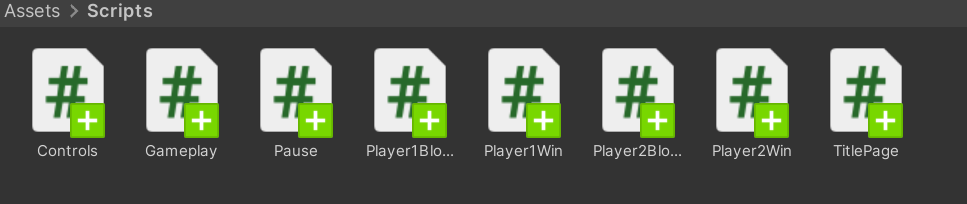 Assets > Scripts
Controls
Gameplay
Pause
Player1Blo...
Player1Win
Player2Blo...
Player2Win
TitlePage